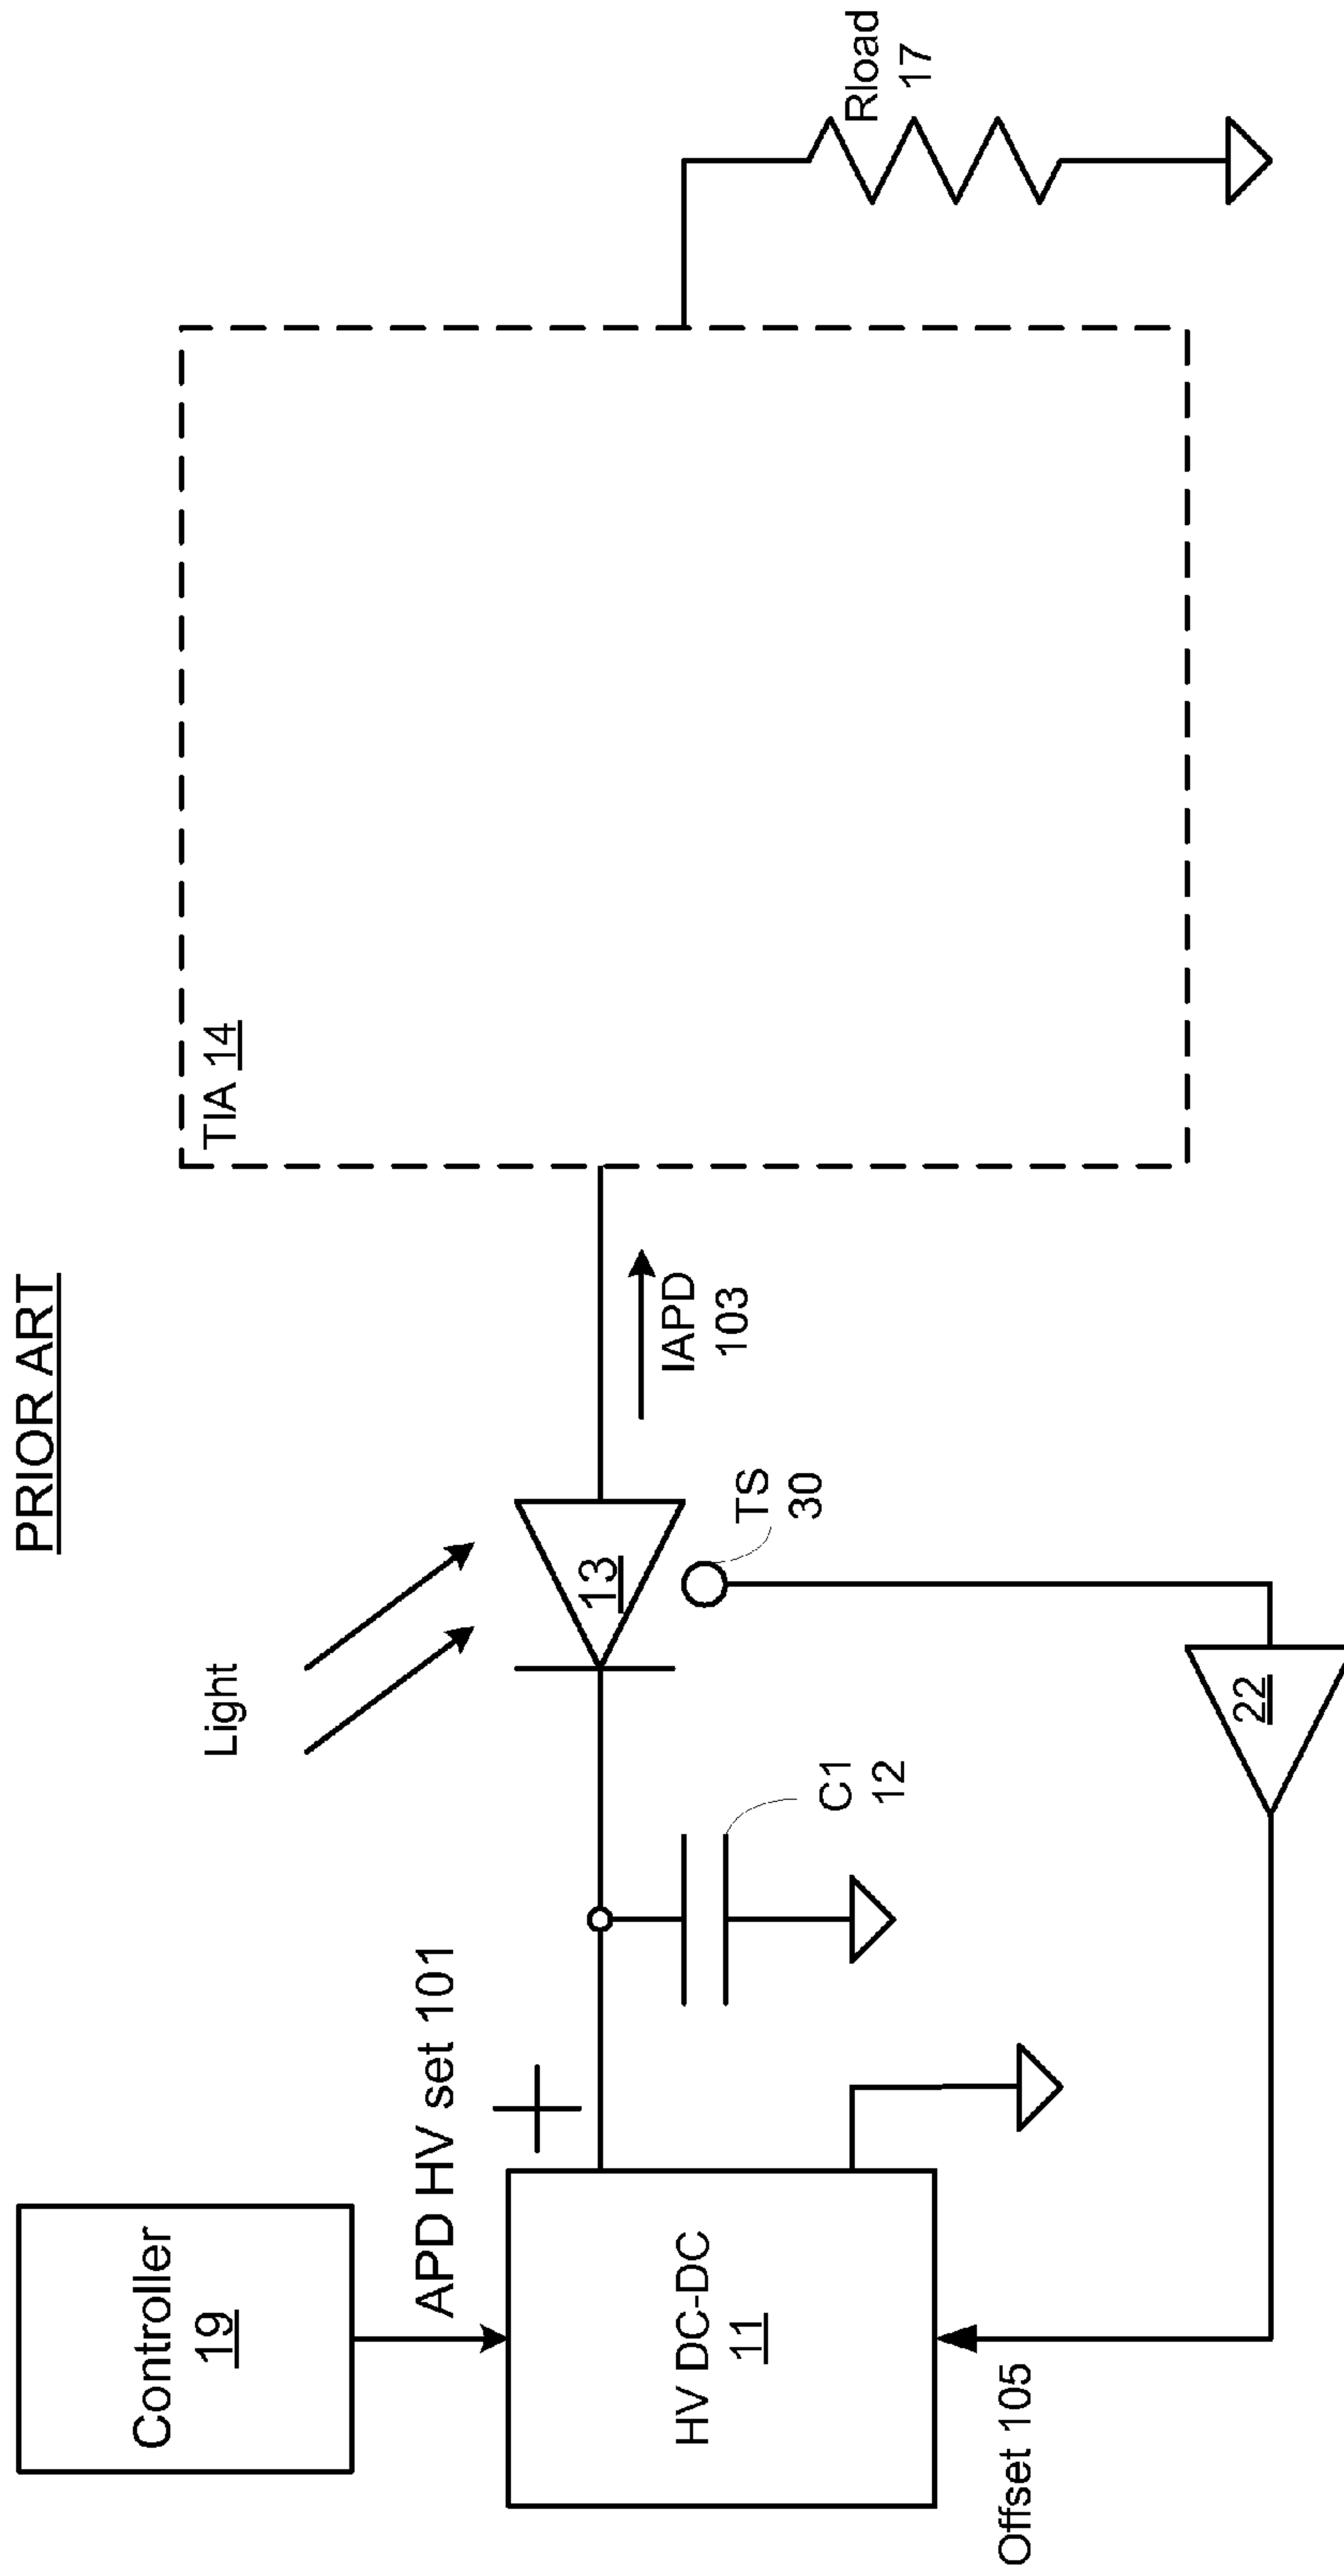 PRIOR ART
Controller
19
APD HV set 101
HV DC-DC
11
Offset 105
Light
C1
12
13
TS
30
22
IAPD
103
TIA 14
Rload
17